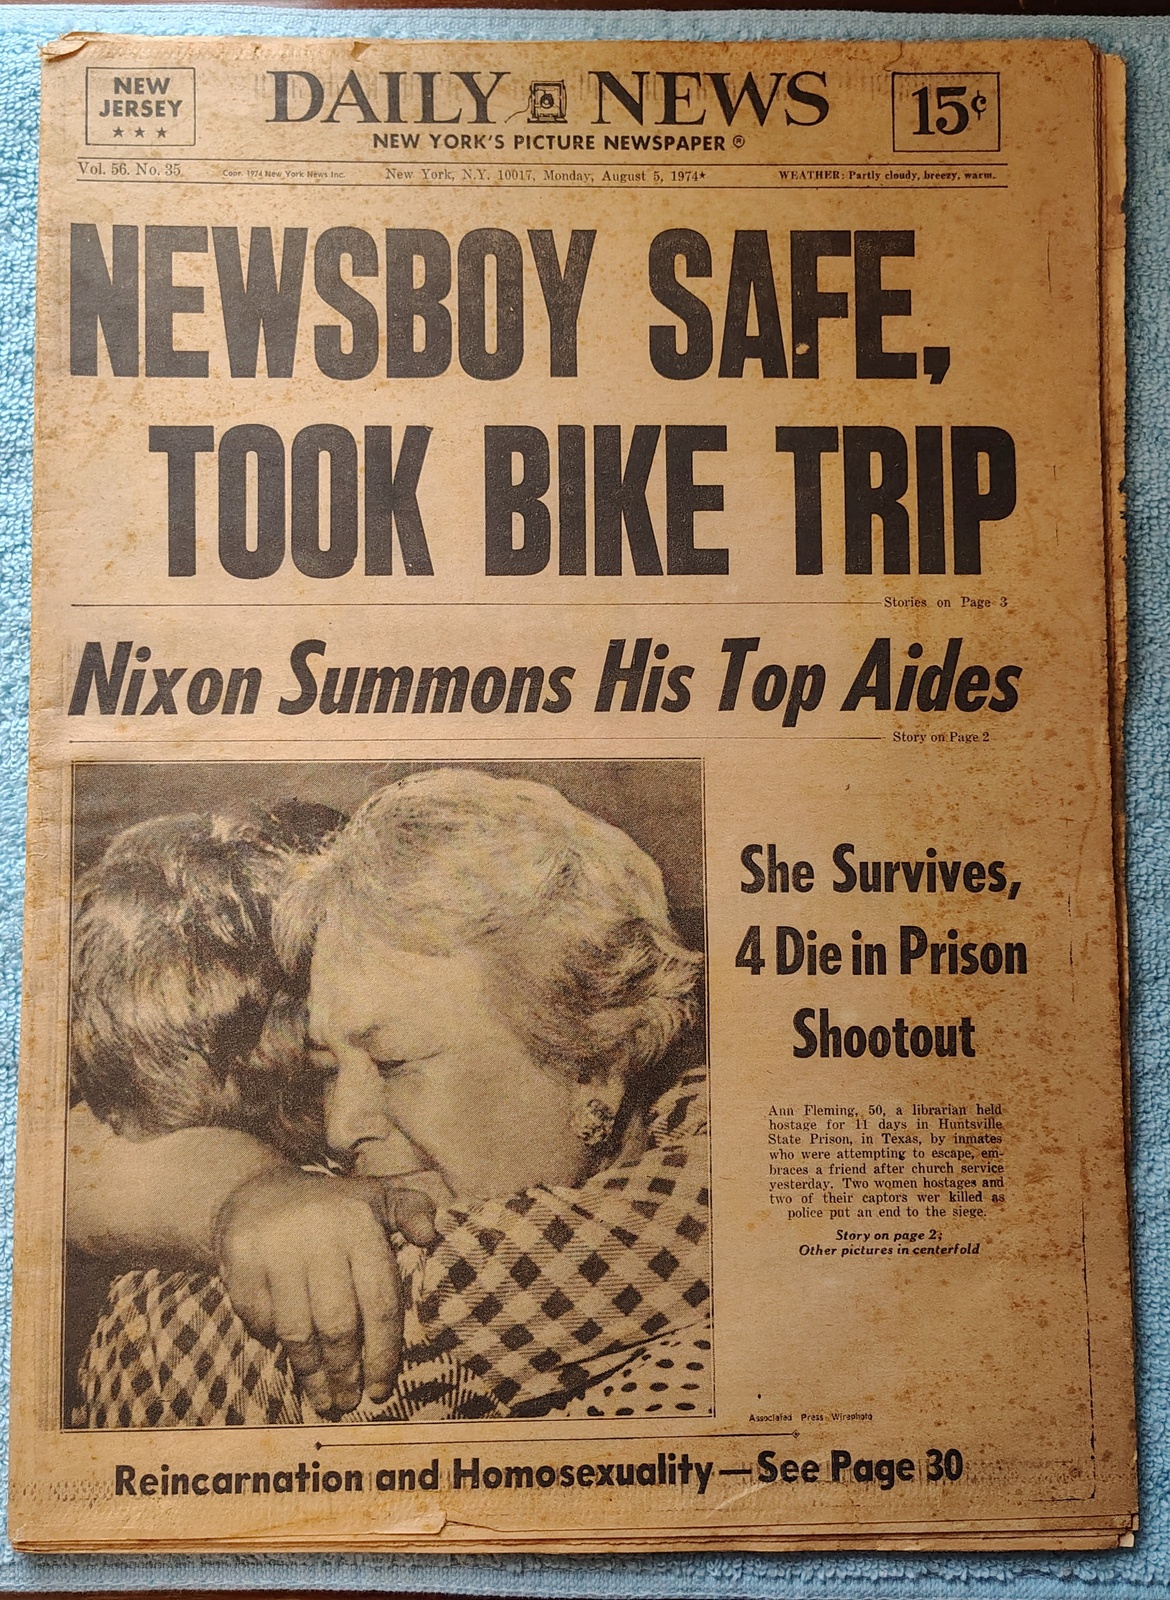 NEW
JERSEY
★ ★ ★
DAILY NEWS
NEW YORK'S PICTURE NEWSPAPER ®
15¢
Vol. 56. No. 35
Copr. 1974 New York News Inc.
New York, N.Y. 10017, Monday, August 5, 1974★
WEATHER: Partly cloudy, breezy, warm.
NEWSBOY SAFE,
TOOK BIKE TRIP
Stories on Page 3
Nixon Summons His Top Aides
Story on Page 2
She Survives,
4 Die in Prison
Shootout
Ann Fleming, 50, a librarian held
hostage for 11 days in Huntsville
State Prison, in Texas, by inmates
who were attempting to escape, em-
braces a friend after church service
yesterday. Two women hostages and
two of their captors wer killed as
police put an end to the siege.
Story on page 2;
Other pictures in centerfold
Associated Press Wirephoto
Reincarnation and Homosexuality—See Page 30